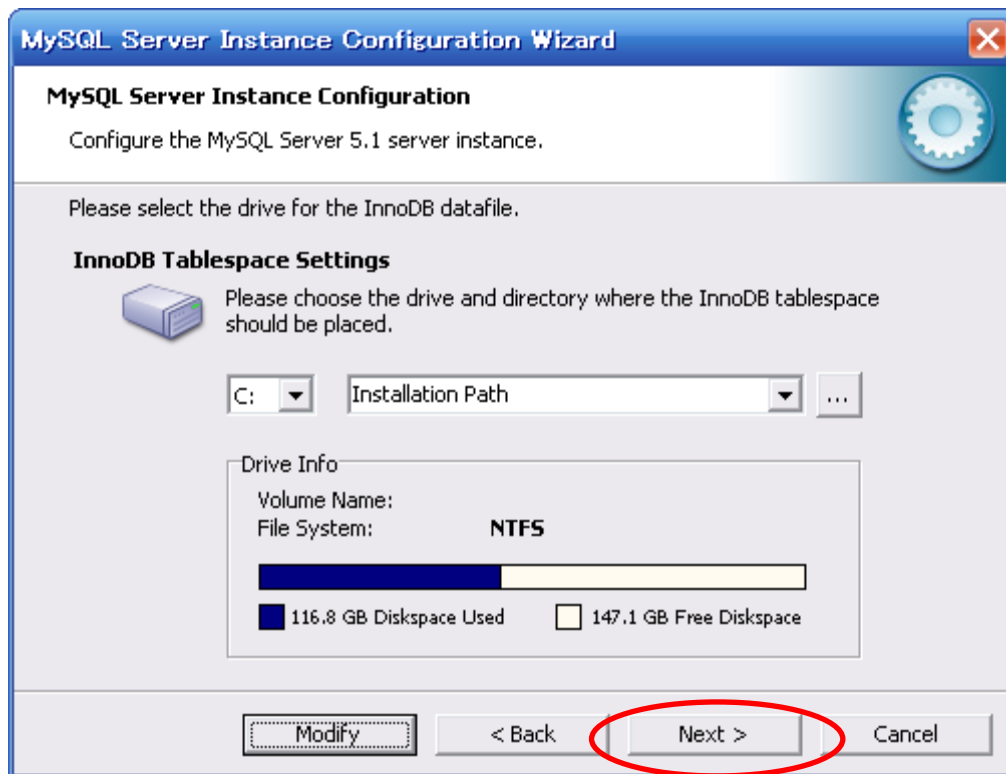 MySQL Server Instance Configuration Wizard
MySQL Server Instance Configuration
Configure the MySQL Server 5.1 server instance.
Please select the drive for the InnoDB datafile.
InnoDB Tablespace Settings
Please choose the drive and directory where the InnoDB tablespace
should be placed.
C: Installation Path ...
Drive Info
Volume Name:
File System: NTFS
116.8 GB Diskspace Used 147.1 GB Free Diskspace
Modify < Back Next > Cancel